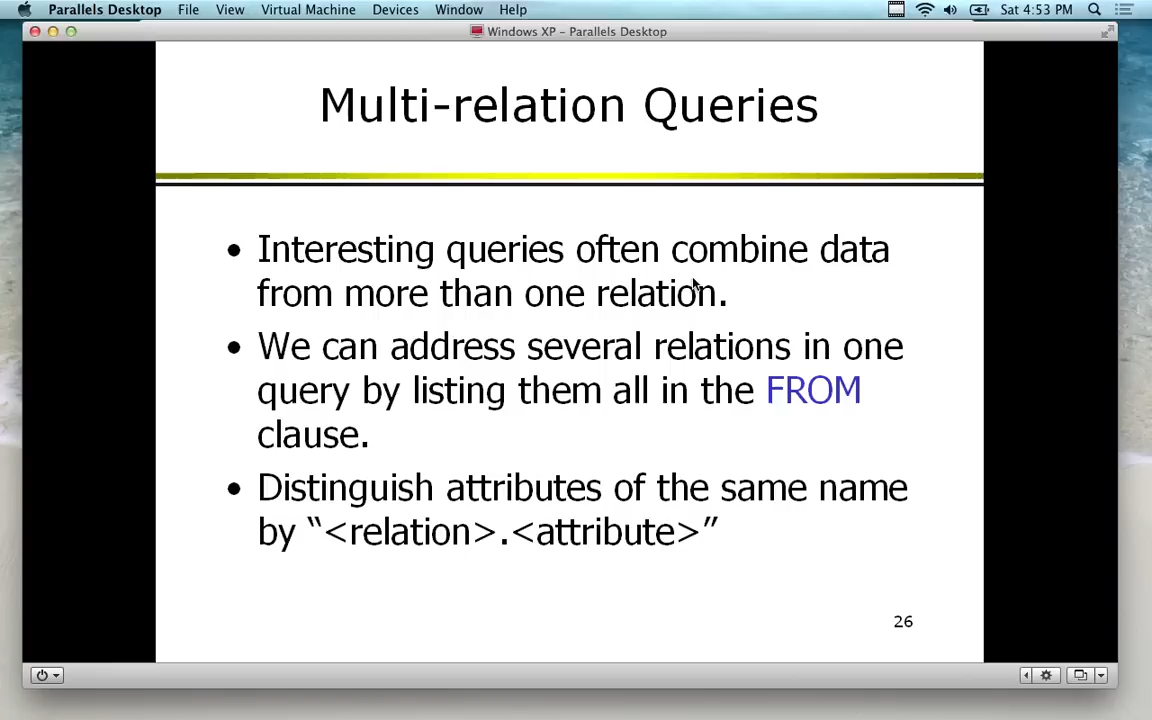 Parallels Desktop File View Virtual Machine Devices Window Help Sat 4:53 PM
Windows XP - Parallels Desktop
Multi-relation Queries
• Interesting queries often combine data
from more than one relation.
• We can address several relations in one
query by listing them all in the FROM
clause.
• Distinguish attributes of the same name
by “<relation>.<attribute>”
26